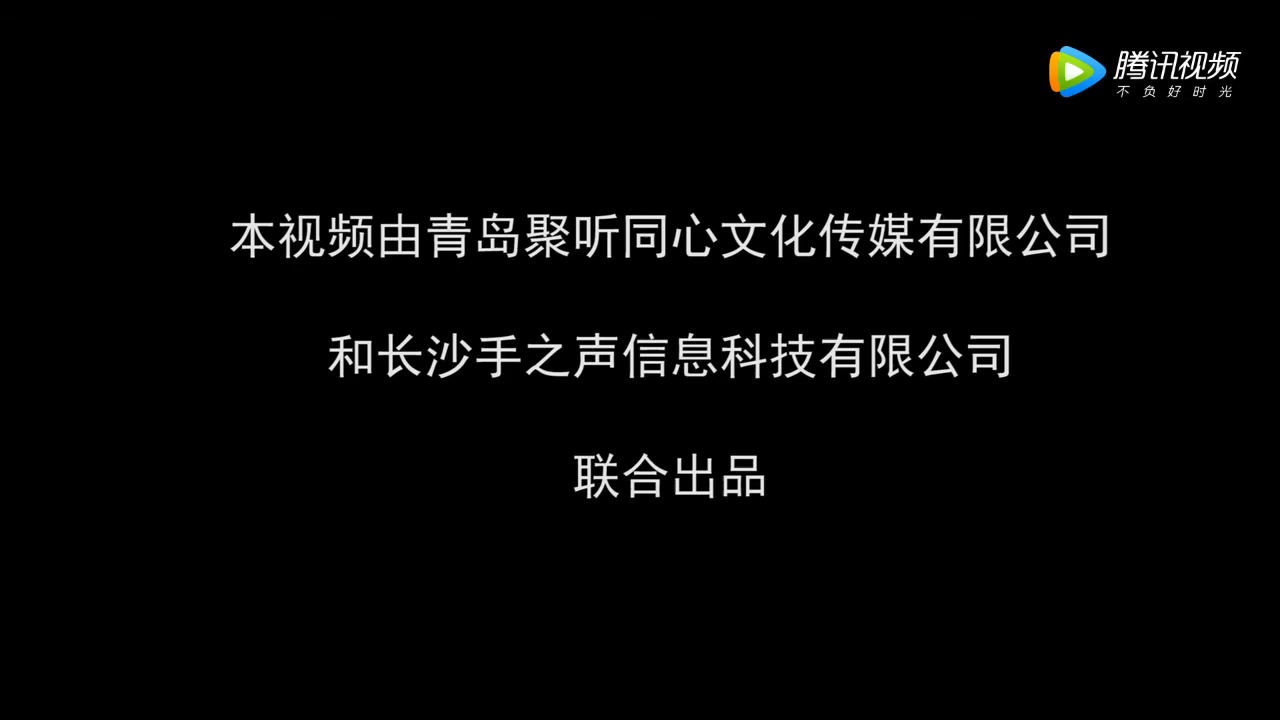 腾讯视频
不负好时光
本视频由青岛聚听同心文化传媒有限公司
和长沙手之声信息科技有限公司
联合出品